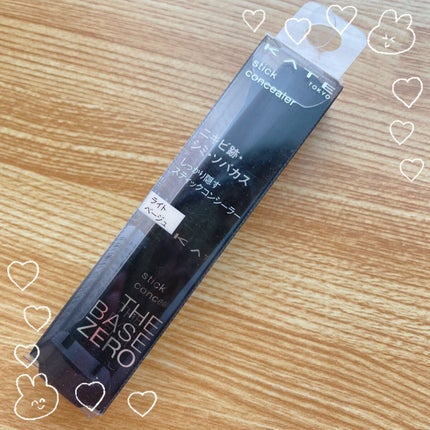 KATE
TOKYO
stick
concealer
ニキビ跡・
シミ・ソバカス
しっかり隠す
スティックコンシーラー
ライト
ベージュ
KAT
stick
conce
THE
BASE
ZERO